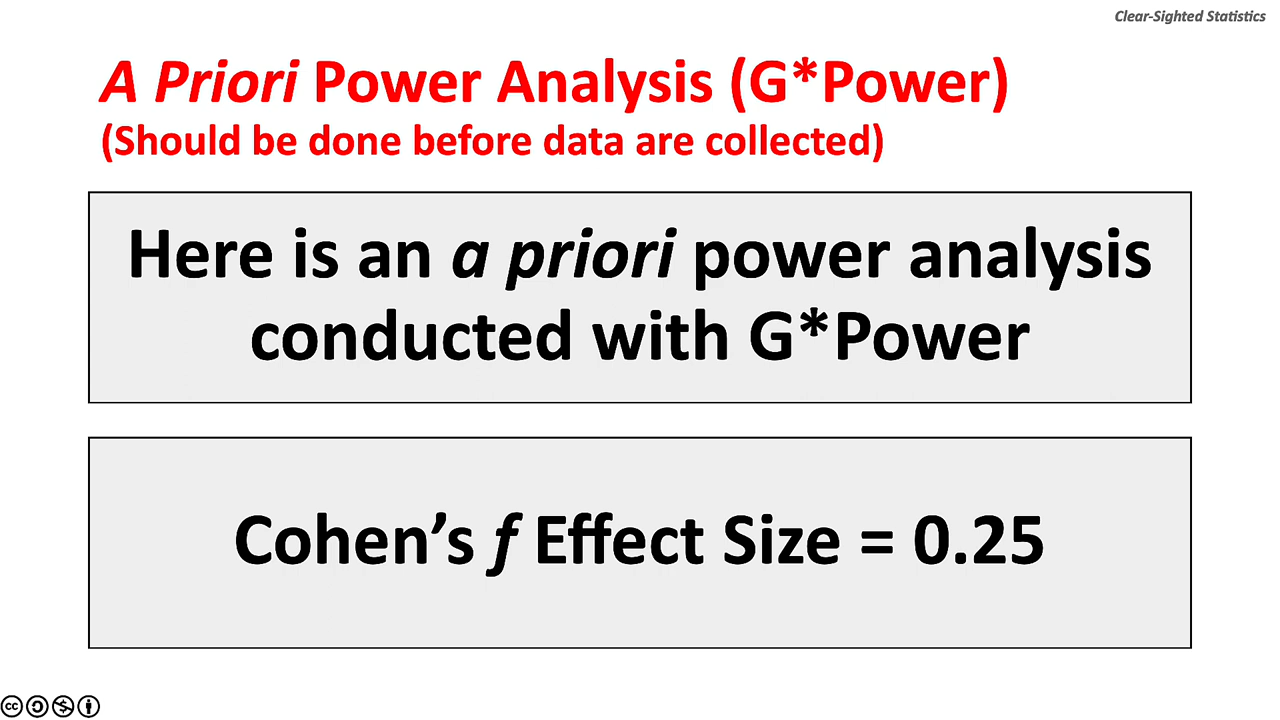 Clear-Sighted Statistics
A Priori Power Analysis (G*Power)
(Should be done before data are collected)
Here is an a priori power analysis
conducted with G*Power
Cohen’s f Effect Size = 0.25